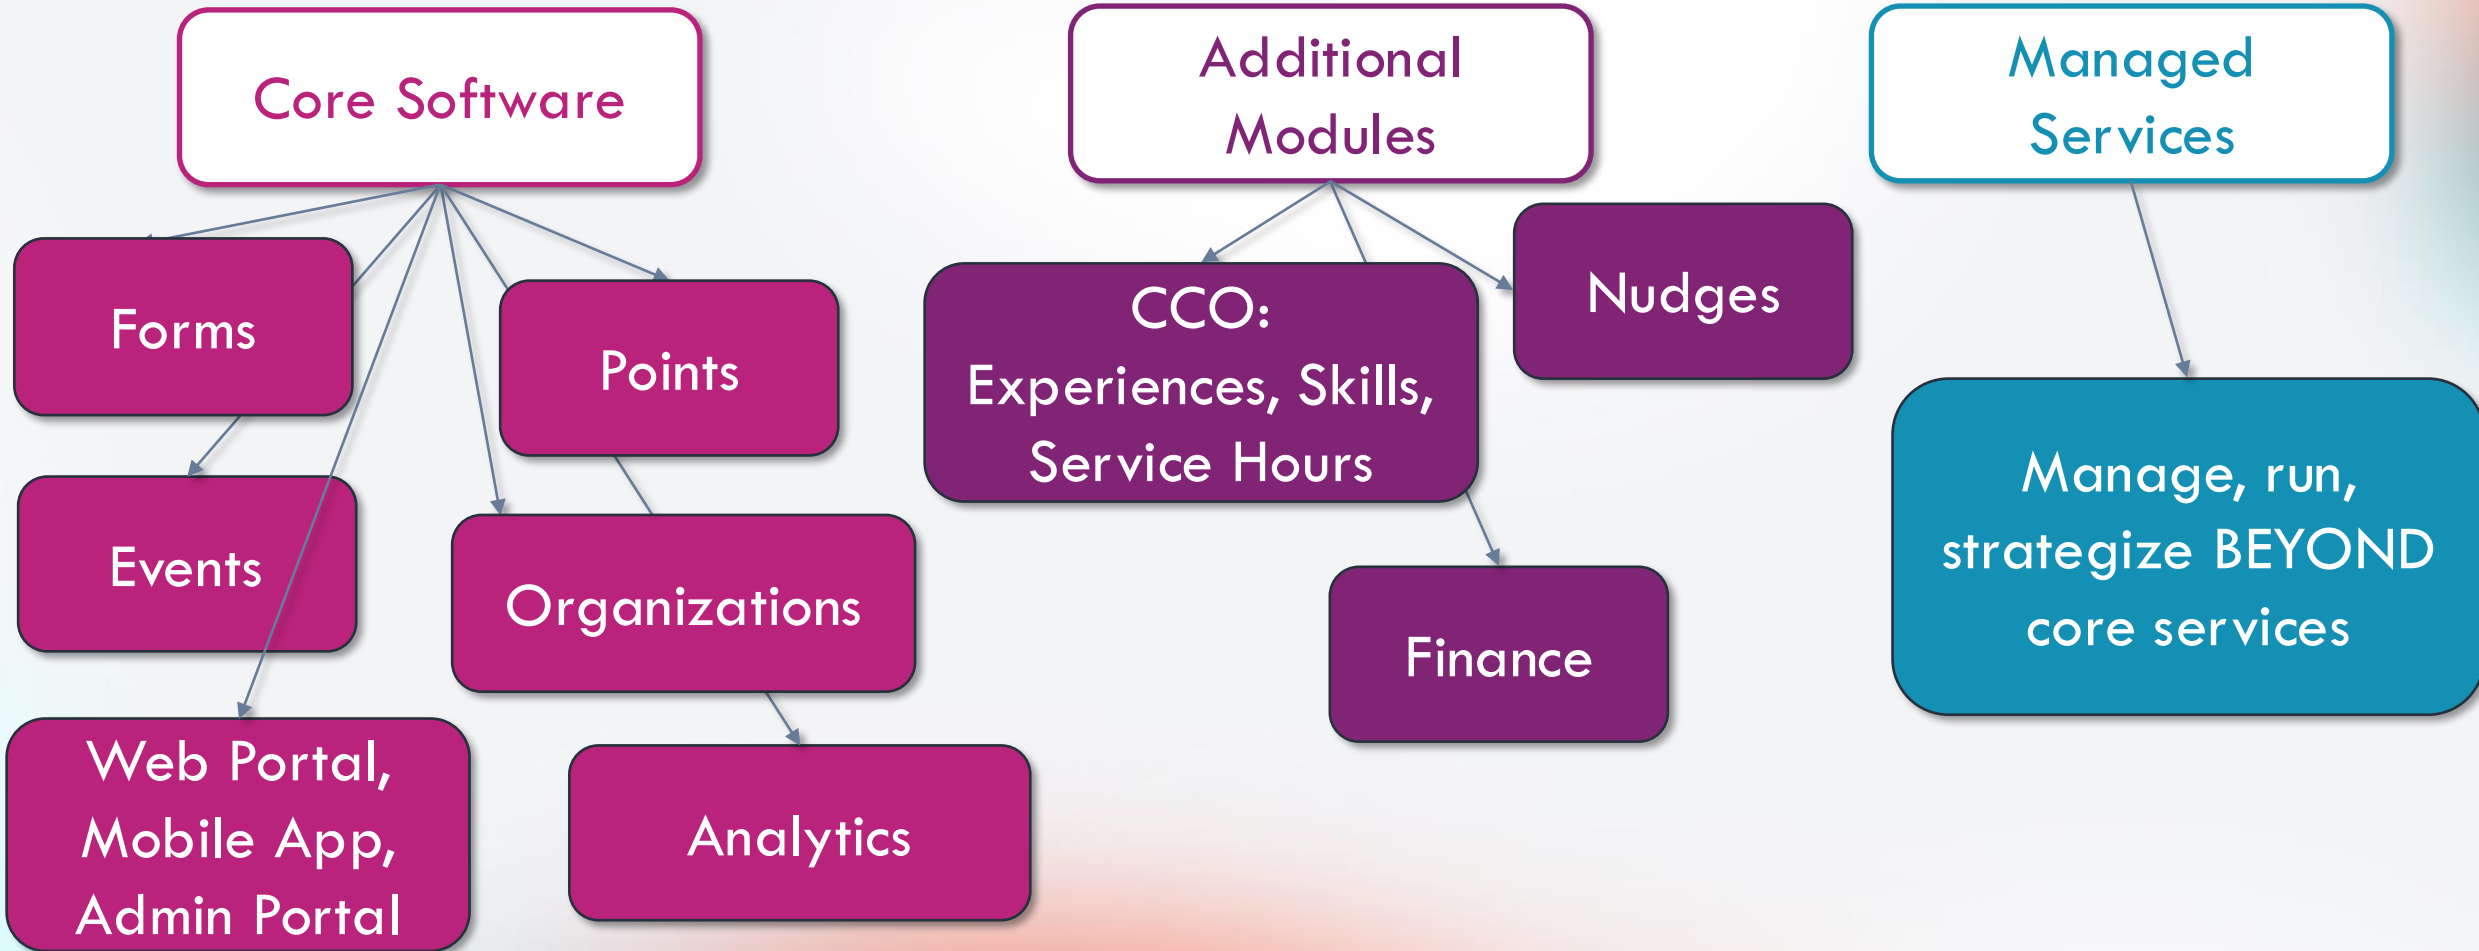 Core Software
Additional
Modules
Managed
Services
Forms
Points
Events
Organizations
Web Portal,
Mobile App,
Admin Portal
Analytics
CCO:
Experiences, Skills,
Service Hours
Nudges
Finance
Manage, run,
strategize BEYOND
core services